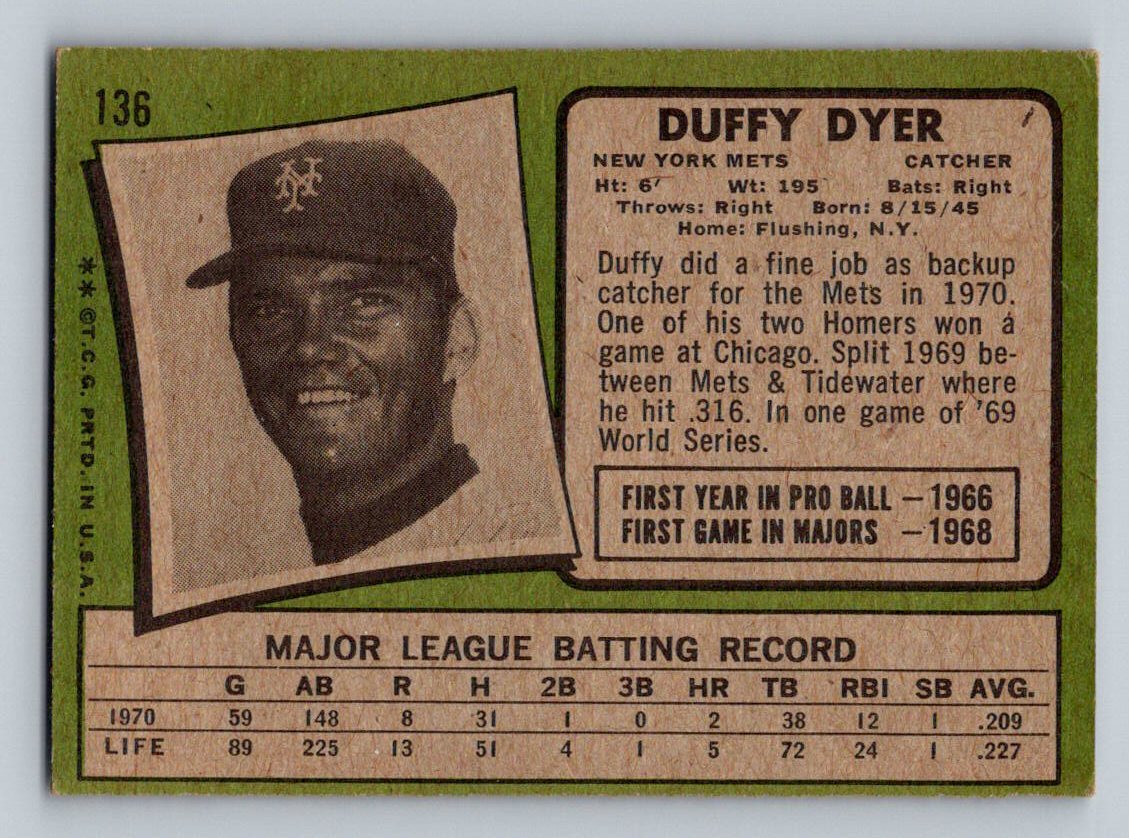 136
NY
DUFFY DYER
NEW YORK METS CATCHER
Ht: 6' Wt: 195 Bats: Right
Throws: Right Born: 8/15/45
Home: Flushing, N.Y.
Duffy did a fine job as backup
catcher for the Mets in 1970.
One of his two Homers won a
game at Chicago. Split 1969 be-
tween Mets & Tidewater where
he hit .316. In one game of '69
World Series.
FIRST YEAR IN PRO BALL — 1966
FIRST GAME IN MAJORS — 1968
**©T.C.G. PRTD. IN U.S.A.
MAJOR LEAGUE BATTING RECORD
G AB R H 2B 3B HR TB RBI SB AVG.
1970 59 148 8 31 1 0 2 38 12 1 .209
LIFE 89 225 13 51 4 1 5 72 24 1 .227